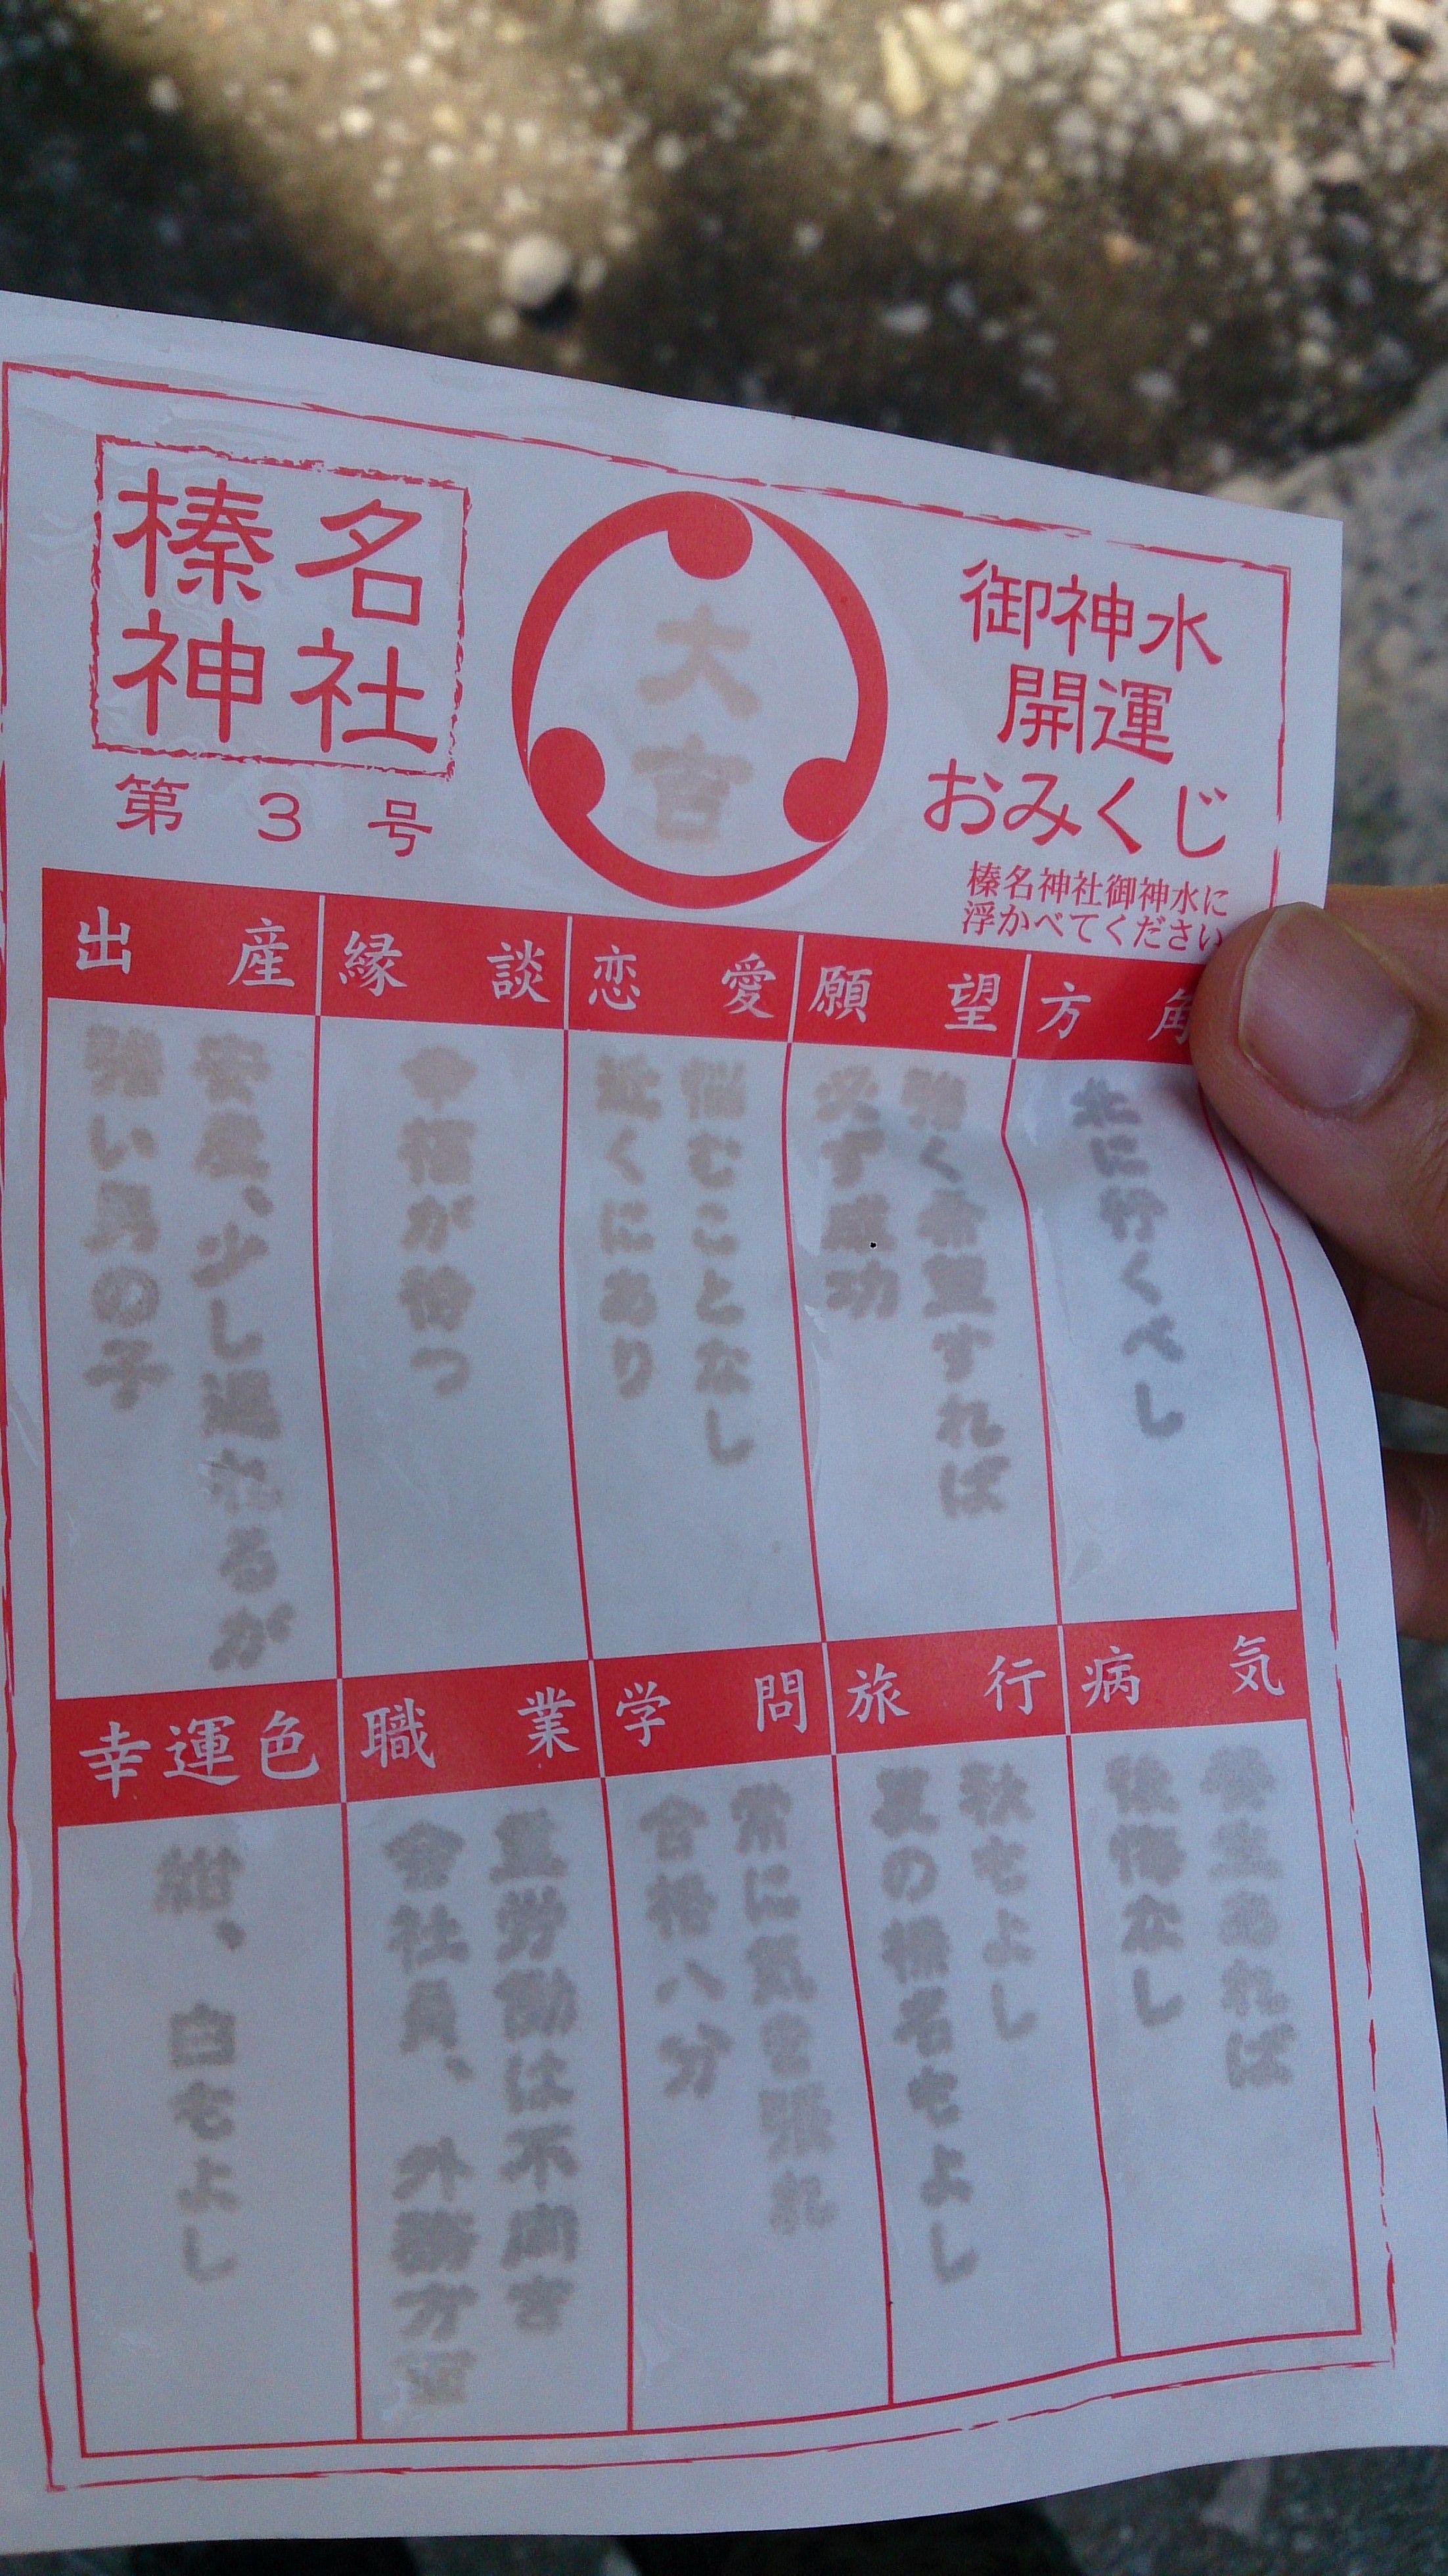 榛名
神社
第3号
大吉
御神水
開運
おみくじ
榛名神社御神水に
浮かべてください
方角
北に行くべし
願望
強く希望すれば
必ず成功
恋愛
悩むことなし
近くにあり
縁談
幸福が待つ
出産
安産、少し遅れるが
強い男の子
病気
養生あれば
後悔なし
旅行
秋もよし
夏の榛名もよし
学問
常に気を張れ
合格八分
職業
重労働は不向き
会社員、外務方面
幸運色
紺、白もよし